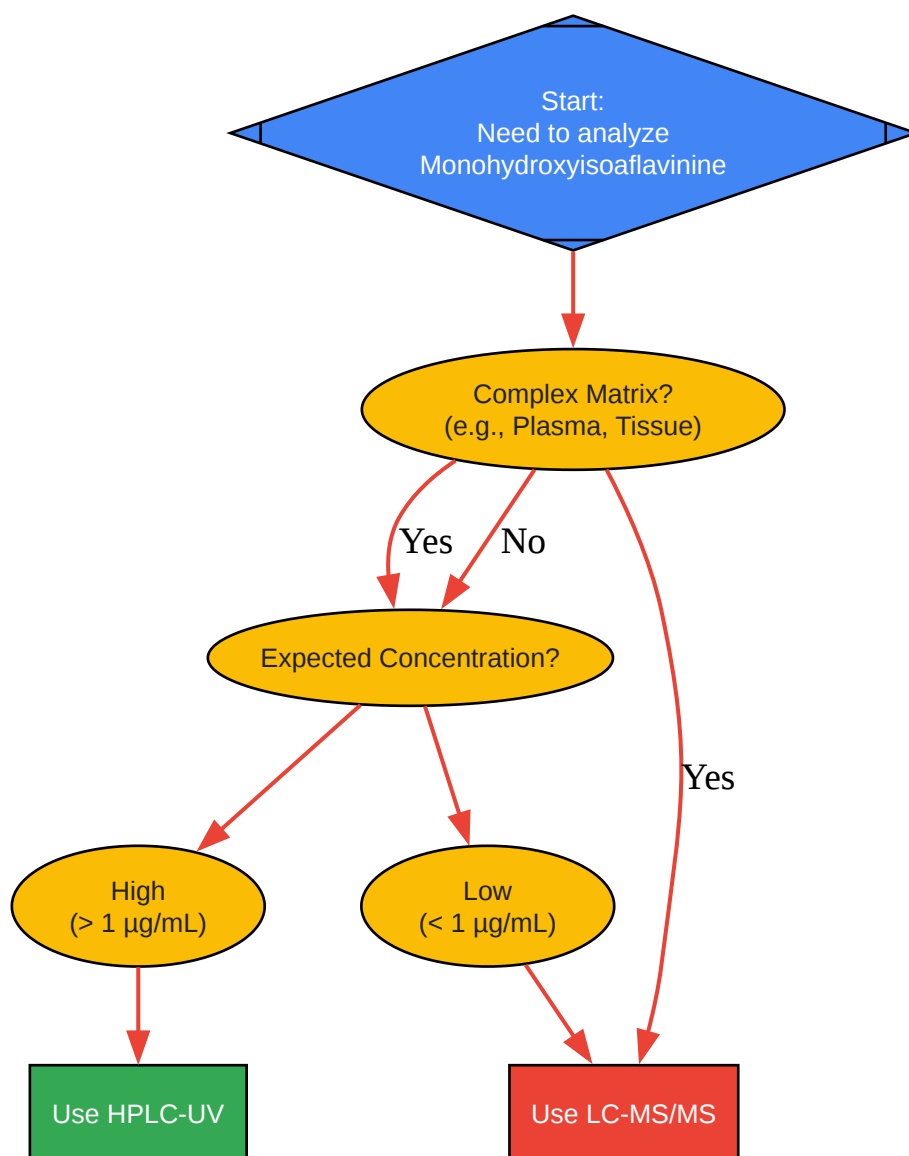 Start:
Need to analyze
Monohydroxyisoaflavinine
Complex Matrix?
(e.g., Plasma, Tissue)
Yes
No
Expected Concentration?
Yes
High
(> 1 µg/mL)
Low
(< 1 µg/mL)
Use HPLC-UV
Use LC-MS/MS